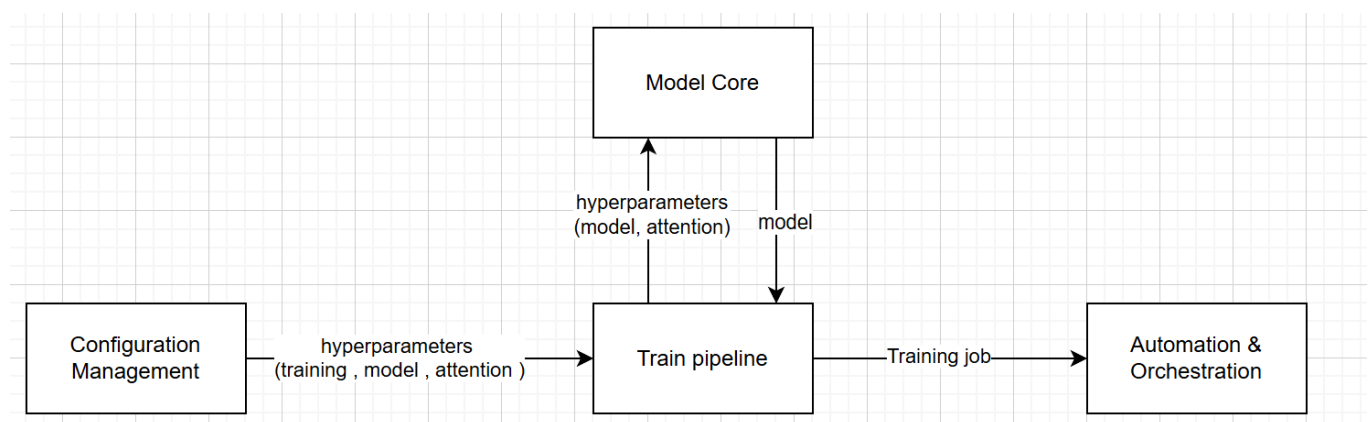 Model Core
hyperparameters
(model, attention)
model
Configuration
Management
hyperparameters
(training , model , attention )
Train pipeline
Training job
Automation &
Orchestration